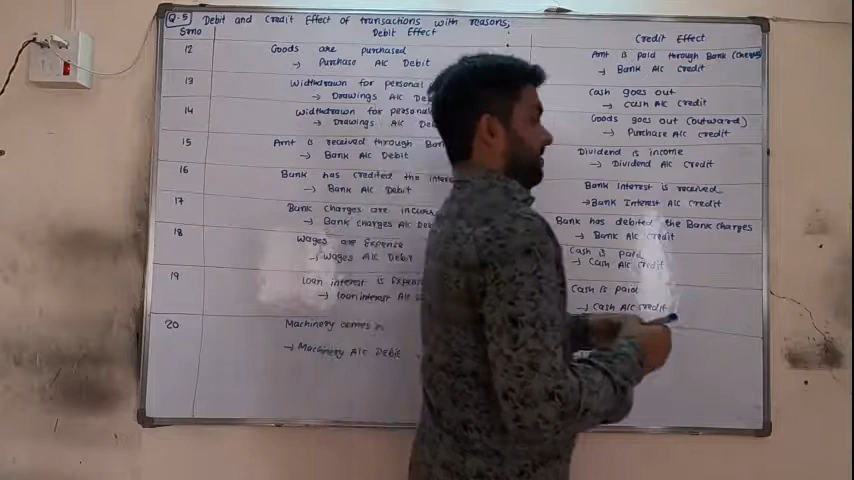 Q-5 Debit and Credit Effect of transactions with reasons,
Srno Debit Effect Credit Effect
12 Goods are purchased Amt is paid through Bank
→ Purchase A/c Debit → Bank A/c Credit
13 Widthdrawn for personal Cash goes out
→ Drawings A/c → Cash A/c Credit
14 Widthdrawn for personal Goods goes out (outward)
→ Drawings A/c → Purchase A/c Credit
15 Amt is received through Dividend is income
→ Bank A/c Debit → Dividend A/c Credit
16 Bank has credited the Bank Interest is received
→ Bank A/c Debit → Bank Interest A/c Credit
17 Bank charges are Bank has debited the Bank charges
→ Bank charges A/c → Bank A/c Credit
18 Wages are Expense Cash is paid
→ Wages A/c Debit → Cash A/c Credit
19 Loan interest is Cash is paid
→ loan interest A/c → Cash A/c Credit
20 Machinery comes in
→ Machinery A/c Debit